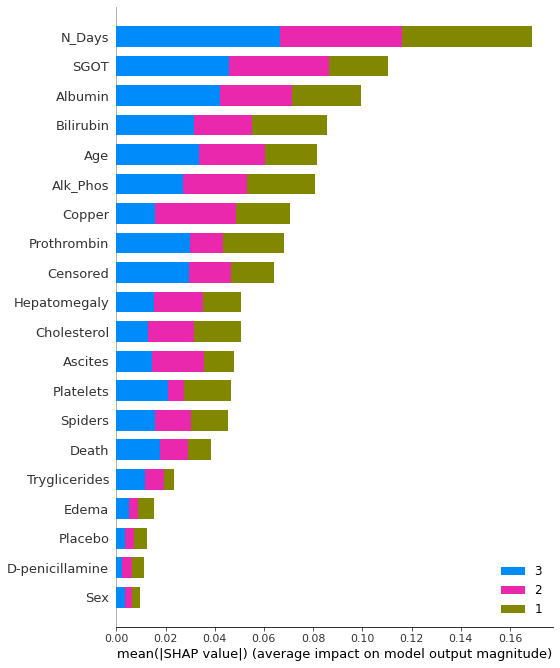 N_Days
SGOT
Albumin
Bilirubin
Age
Alk_Phos
Copper
Prothrombin
Censored
Hepatomegaly
Cholesterol
Ascites
Platelets
Spiders
Death
Tryglicerides
Edema
Placebo
D-penicillamine
Sex
3
2
1
0.00 0.02 0.04 0.06 0.08 0.10 0.12 0.14 0.16
mean(|SHAP value|) (average impact on model output magnitude)